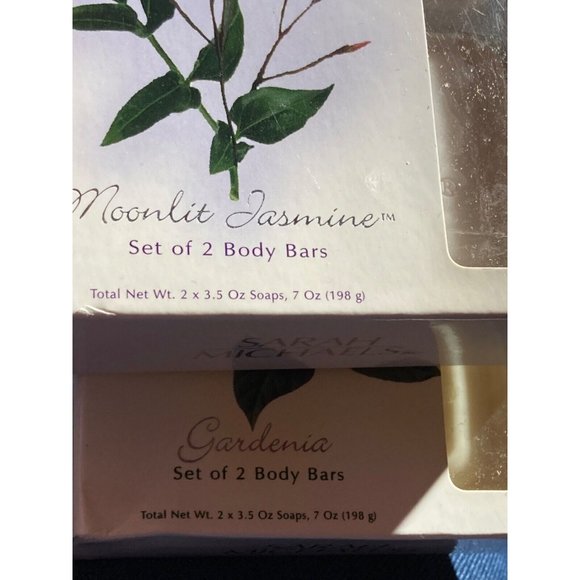 Moonlit Jasmine™
Set of 2 Body Bars
Total Net Wt. 2 x 3.5 Oz Soaps, 7 Oz (198 g)
SARAH
MICHAELS
Gardenia
Set of 2 Body Bars
Total Net Wt. 2 x 3.5 Oz Soaps, 7 Oz (198 g)